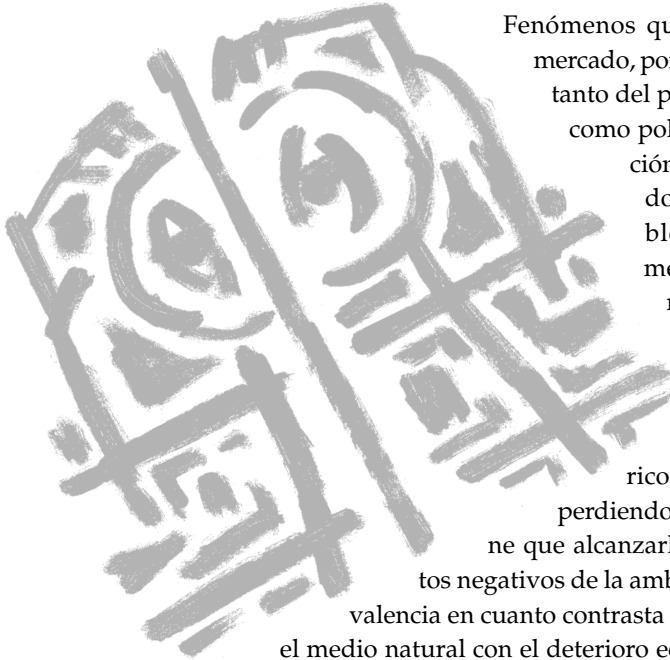 Fenómenos qu
mercado, por
tanto del p
como pol
ción
do
ble
me
rico
perdiendo
ne que alcanzarl
tos negativos de la amb
valencia en cuanto contrasta
el medio natural con el deterioro ec